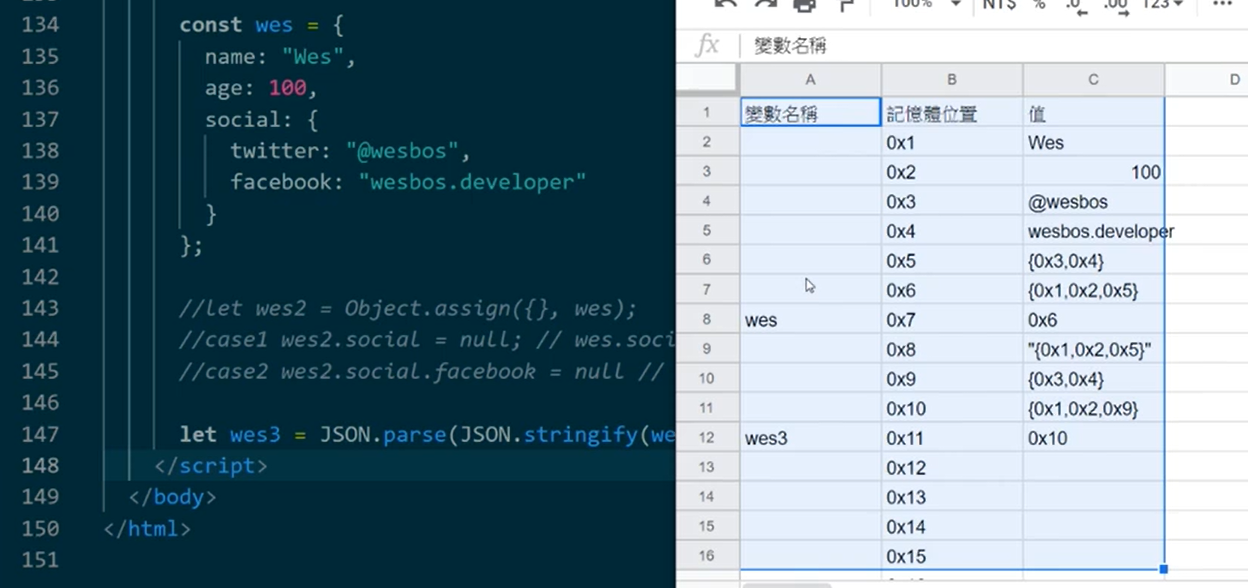 134 const wes = {
135 name: "Wes",
136 age: 100,
137 social: {
138 twitter: "@wesbos",
139 facebook: "wesbos.developer"
140 }
141 };
142
143 //let wes2 = Object.assign({}, wes);
144 //case1 wes2.social = null; // wes.soci
145 //case2 wes2.social.facebook = null //
146
147 let wes3 = JSON.parse(JSON.stringify(we
148 </script>
149 </body>
150 </html>
151
100% NT$ % .0 .00 123
fx 變數名稱
A B C D
1 變數名稱 記憶體位置 值
2 0x1 Wes
3 0x2 100
4 0x3 @wesbos
5 0x4 wesbos.developer
6 0x5 {0x3,0x4}
7 0x6 {0x1,0x2,0x5}
8 wes 0x7 0x6
9 0x8 "{0x1,0x2,0x5}"
10 0x9 {0x3,0x4}
11 0x10 {0x1,0x2,0x9}
12 wes3 0x11 0x10
13 0x12
14 0x13
15 0x14
16 0x15